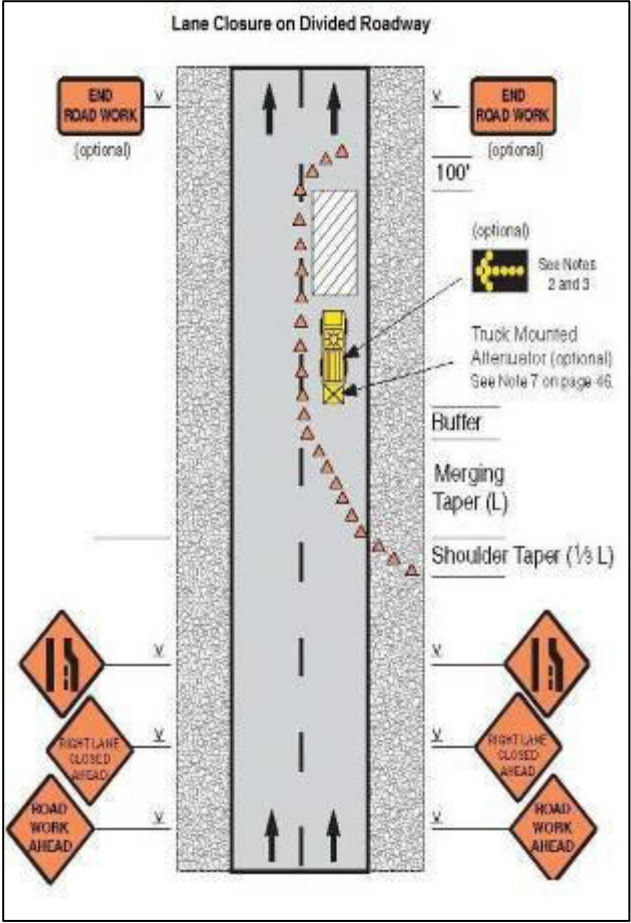 Lane Closure on Divided Roadway
END
ROAD WORK
(optional)
END
ROAD WORK
(optional)
100'
(optional)
See Notes
2 and 3
Truck Mounted
Attenuator (optional)
See Note 7 on page 46.
Buffer
Merging
Taper (L)
Shoulder Taper (⅓ L)
RIGHT LANE
CLOSED
AHEAD
RIGHT LANE
CLOSED
AHEAD
ROAD
WORK
AHEAD
ROAD
WORK
AHEAD